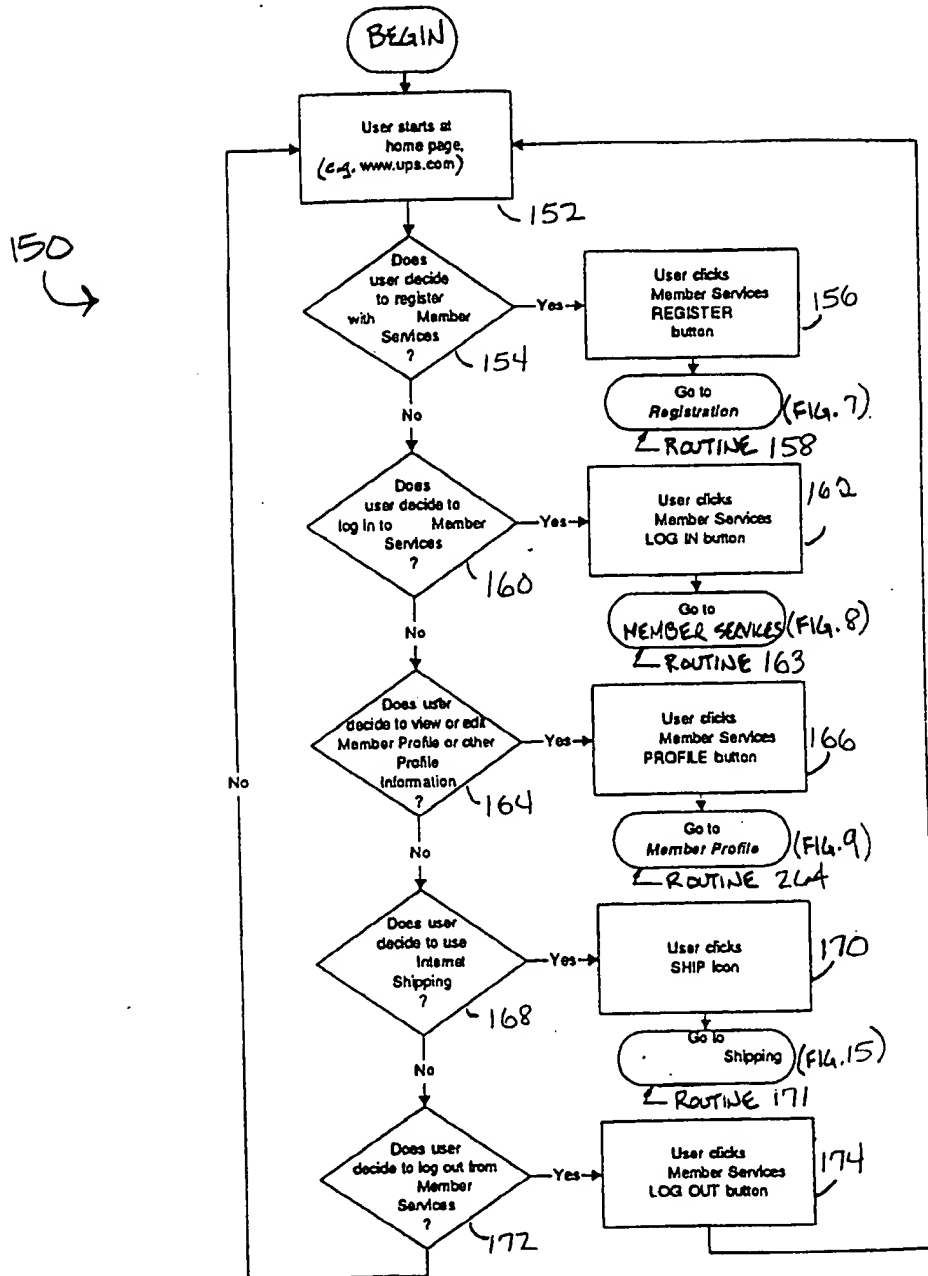 BEGIN
User starts at
home page,
(e.g. www.ups.com)
152
150
Does
user decide
to register
with Member
Services
?
154
Yes
User clicks
Member Services
REGISTER
button
156
Go to
Registration
(FIG. 7).
ROUTINE 158
No
Does
user decide to
log in to Member
Services
?
160
Yes
User clicks
Member Services
LOG IN button
162
Go to
MEMBER SERVICES
(FIG. 8)
ROUTINE 163
No
Does user
decide to view or edit
Member Profile or other
Profile
Information
?
164
Yes
User clicks
Member Services
PROFILE button
166
Go to
Member Profile
(FIG. 9)
ROUTINE 264
No
No
Does user
decide to use
Internet
Shipping
?
168
Yes
User clicks
SHIP Icon
170
Go to
Shipping
(FIG. 15)
ROUTINE 171
No
Does user
decide to log out from
Member
Services
?
172
Yes
User clicks
Member Services
LOG OUT button
174